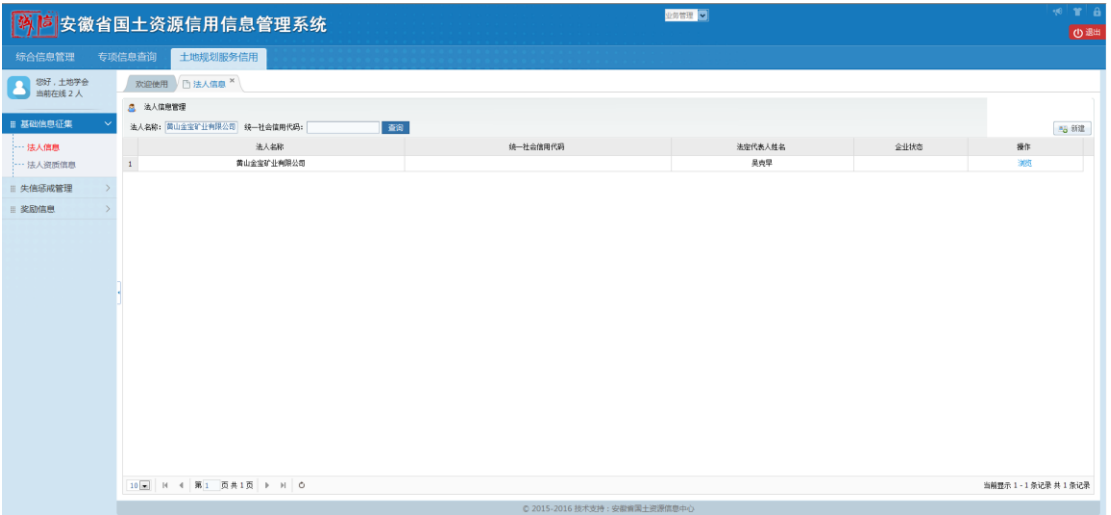 诚信 安徽省国土资源信用信息管理系统
业务管理
退出
综合信息管理 专项信息查询 土地规划服务信用
您好，土地学会
当前在线 2 人
欢迎使用 法人信息
法人信息管理
基础信息征集
法人名称: 黄山金宝矿业有限公司 统一社会信用代码: 查询 新建
法人信息
法人名称 统一社会信用代码 法定代表人姓名 企业状态 操作
1 黄山金宝矿业有限公司 吴克早 浏览
法人资质信息
失信惩戒管理
奖励信息
10 第 1 页共1页 当前显示 1 - 1 条记录 共 1 条记录
© 2015-2016 技术支持：安徽省国土资源信息中心